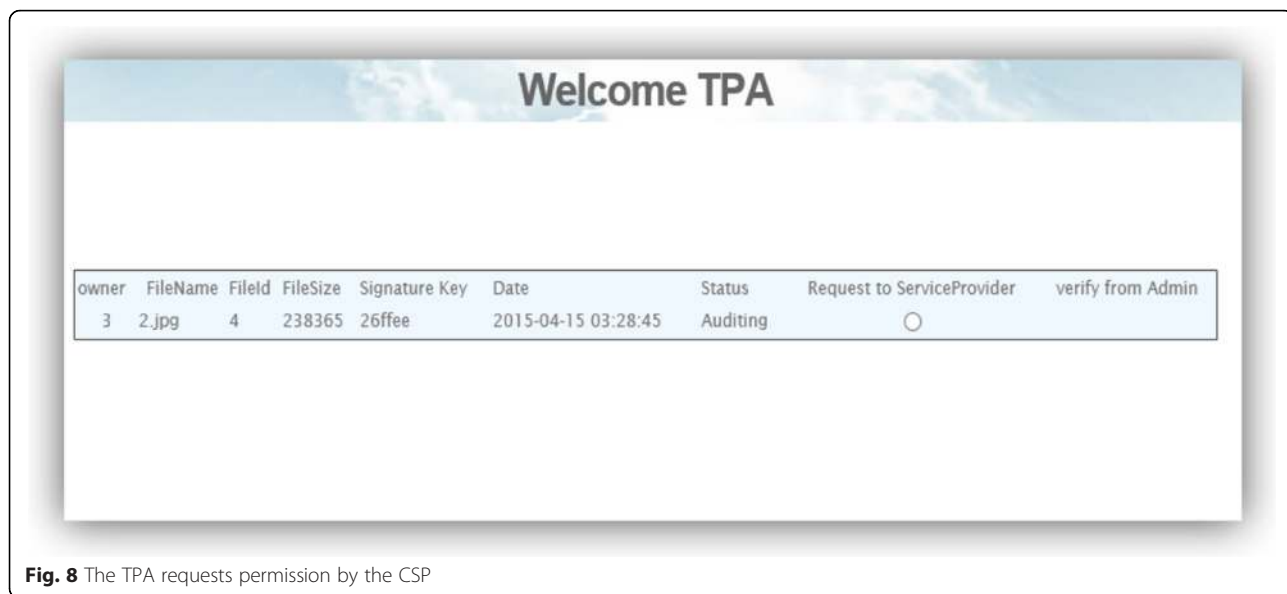 Welcome TPA
owner FileName FileId FileSize Signature Key Date Status Request to ServiceProvider verify from Admin
3 2.jpg 4 238365 26ffee 2015-04-15 03:28:45 Auditing
Fig. 8 The TPA requests permission by the CSP